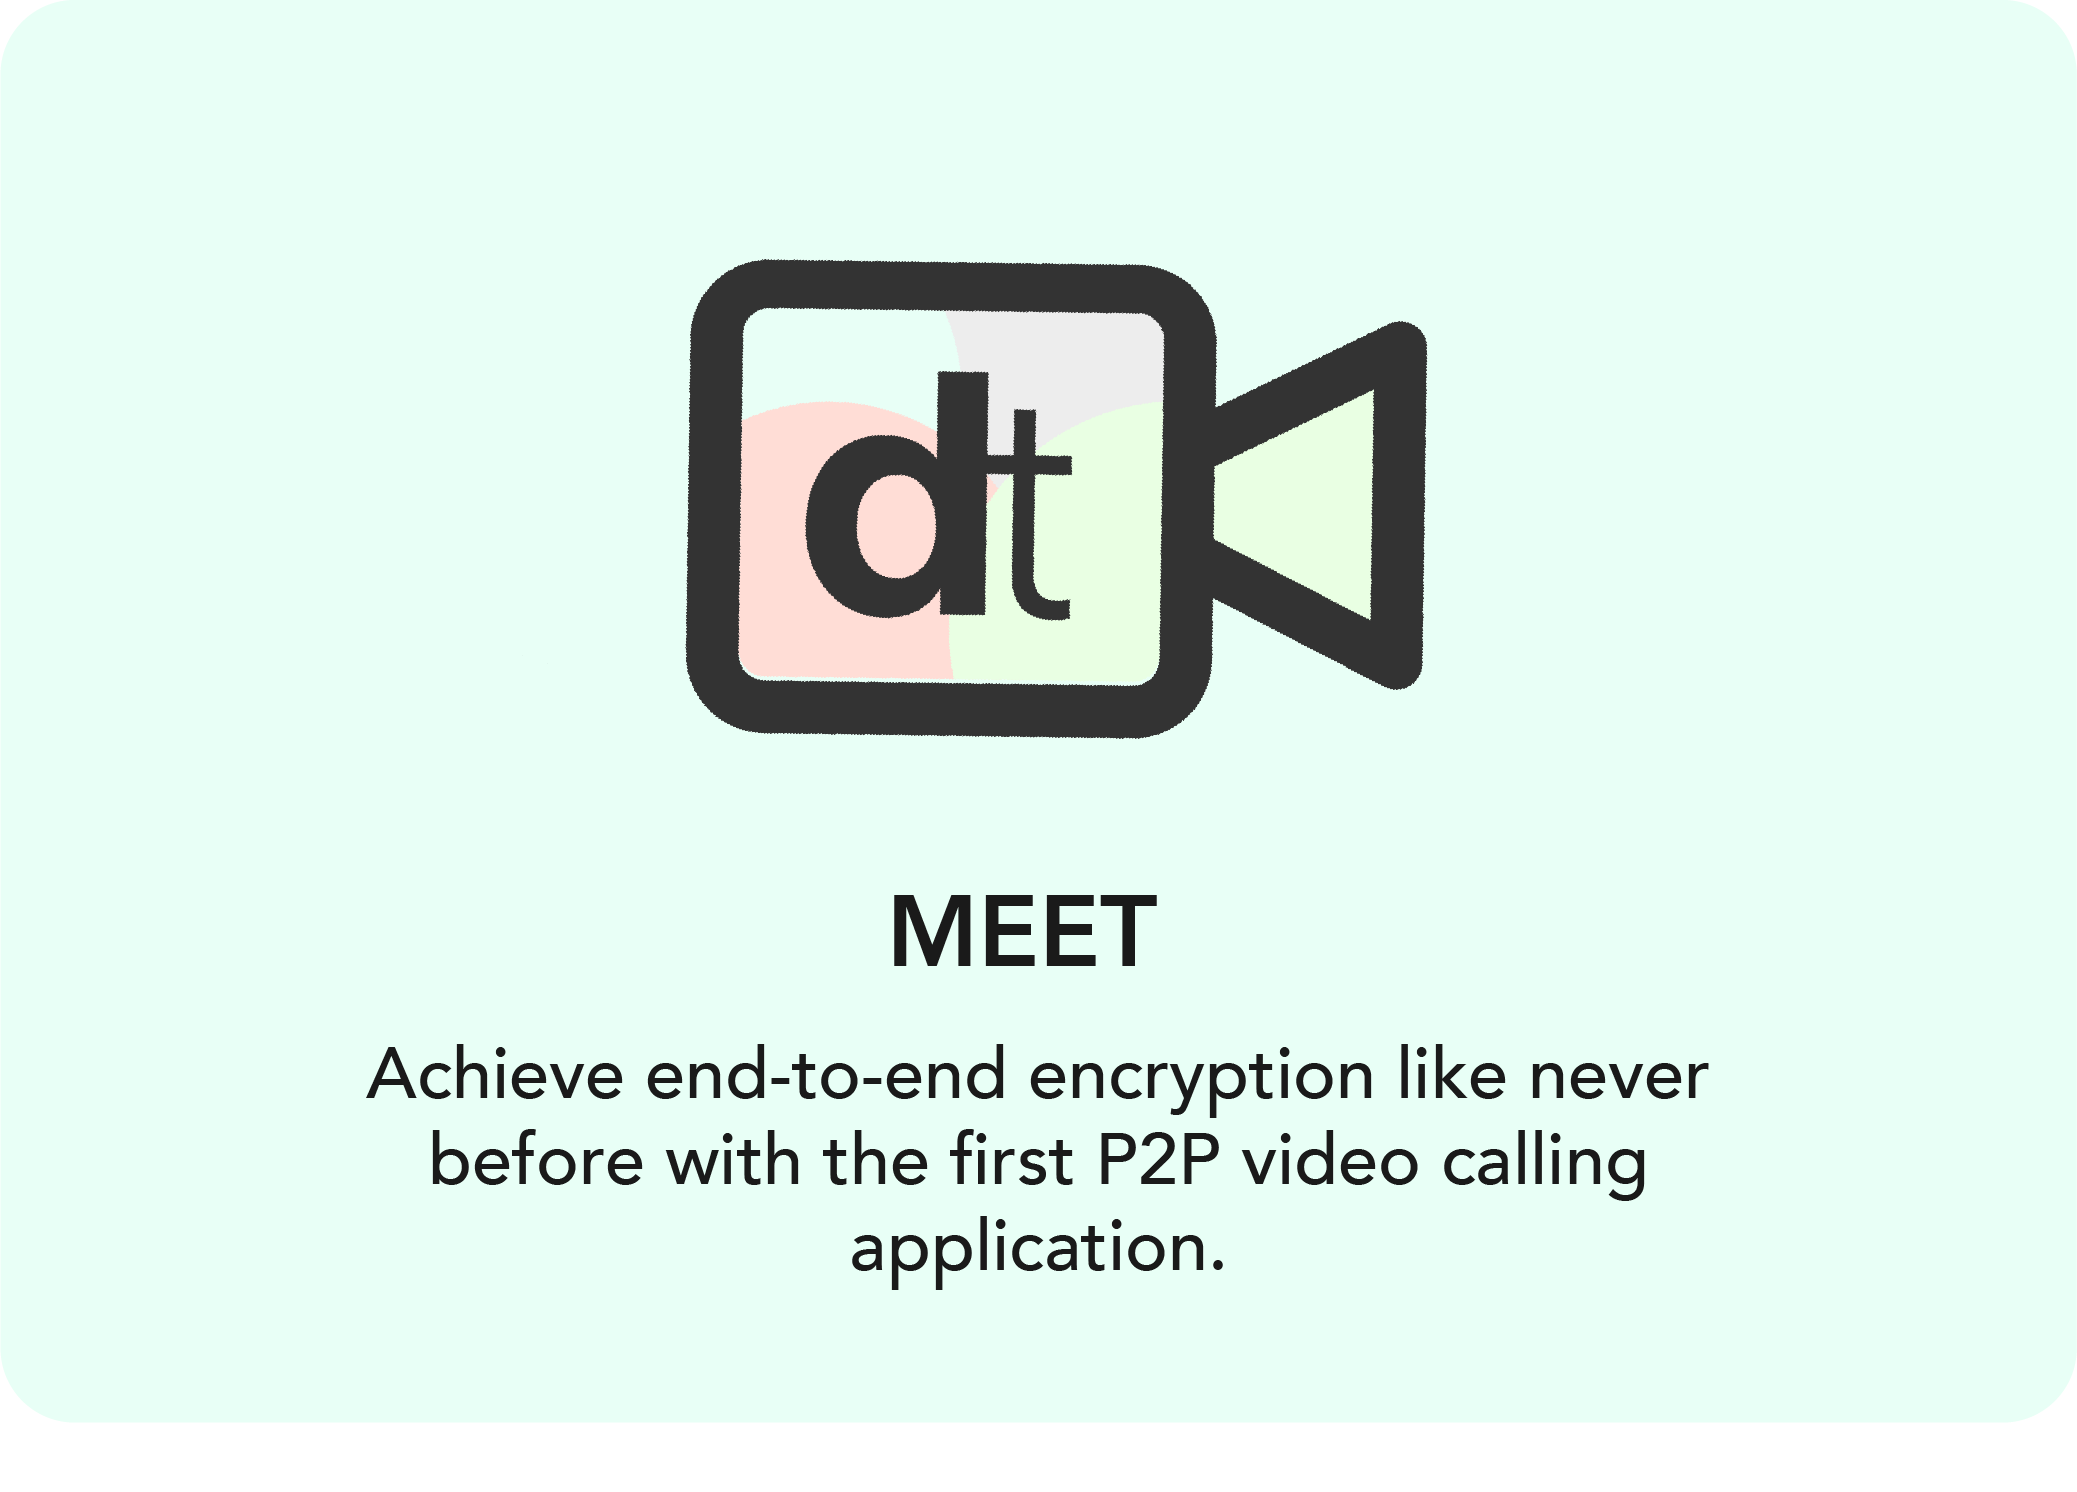 dt
MEET
Achieve end-to-end encryption like never
before with the first P2P video calling
application.